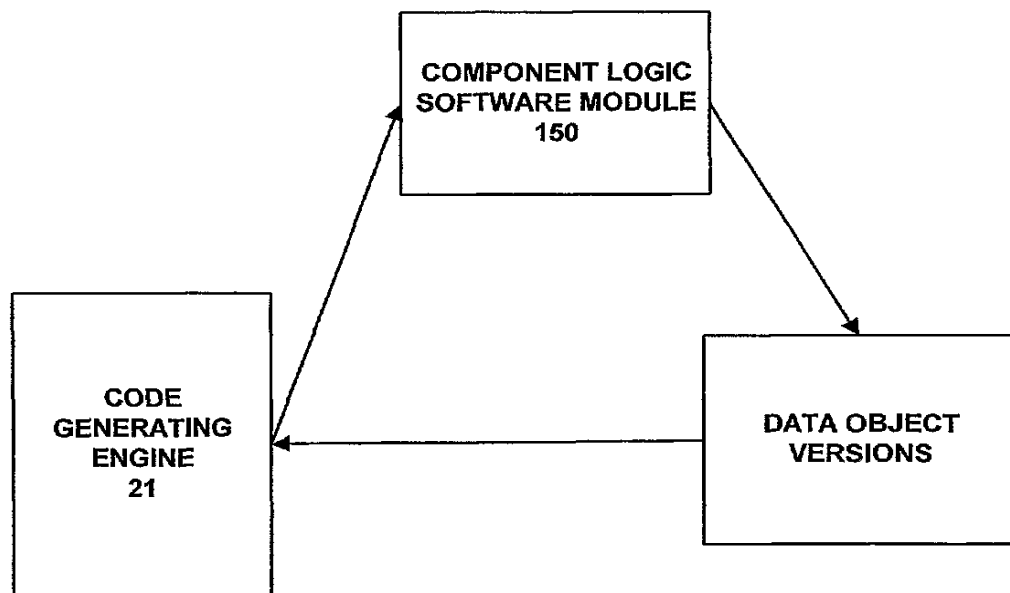 COMPONENT LOGIC
SOFTWARE MODULE
150
CODE
GENERATING
ENGINE
21
DATA OBJECT
VERSIONS